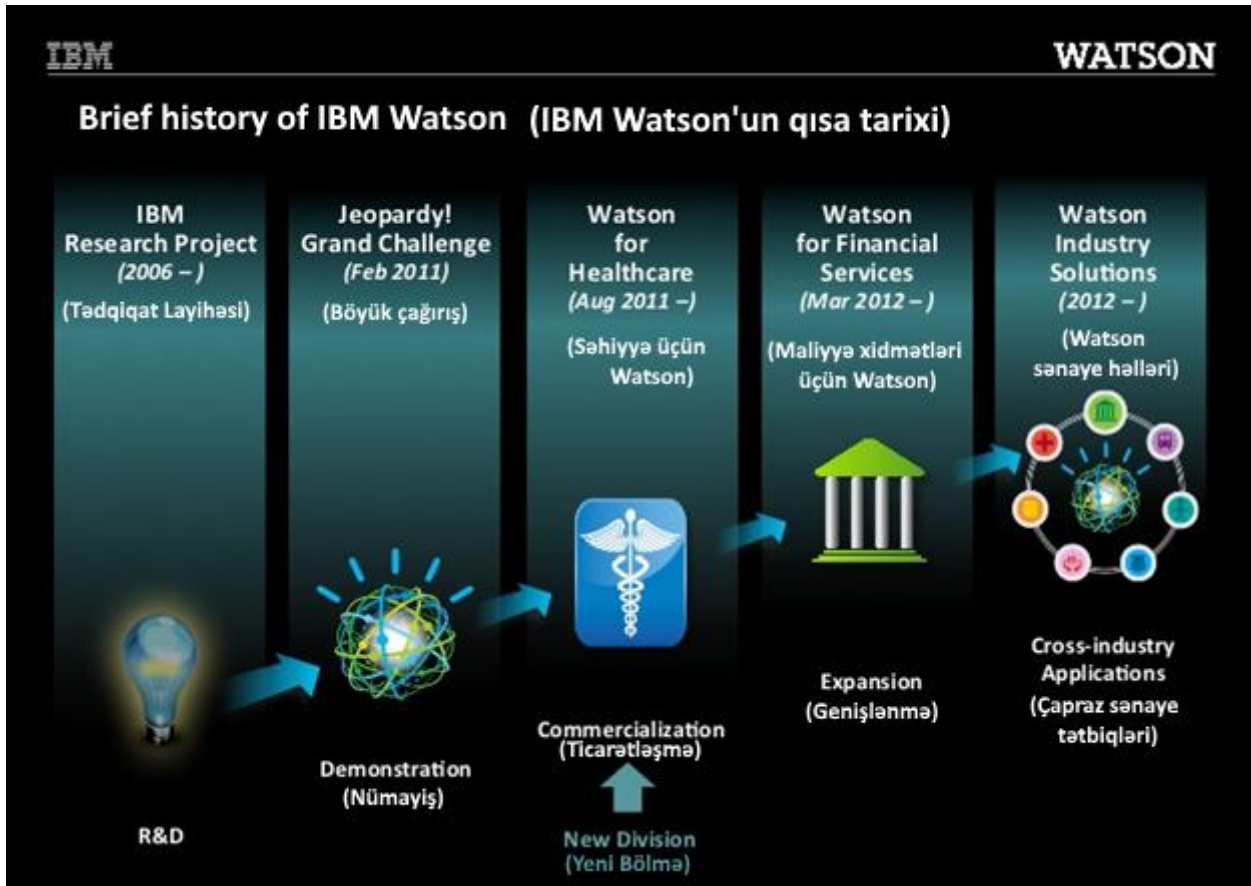 IBM
WATSON
Brief history of IBM Watson (IBM Watson'un qısa tarixi)
IBM
Research Project
(2006 – )
(Tədqiqat Layihəsi)
R&D
Jeopardy!
Grand Challenge
(Feb 2011)
(Böyük çağırış)
Demonstration
(Nümayiş)
Watson
for
Healthcare
(Aug 2011 –)
(Səhiyyə üçün
Watson)
Commercialization
(Ticarətləşmə)
New Division
(Yeni Bölmə)
Watson
for Financial
Services
(Mar 2012 – )
(Maliyyə xidmətləri
üçün Watson)
Expansion
(Genişlənmə)
Watson
Industry
Solutions
(2012 – )
(Watson
sənaye həlləri)
Cross-industry
Applications
(Çapraz sənaye
tətbiqləri)